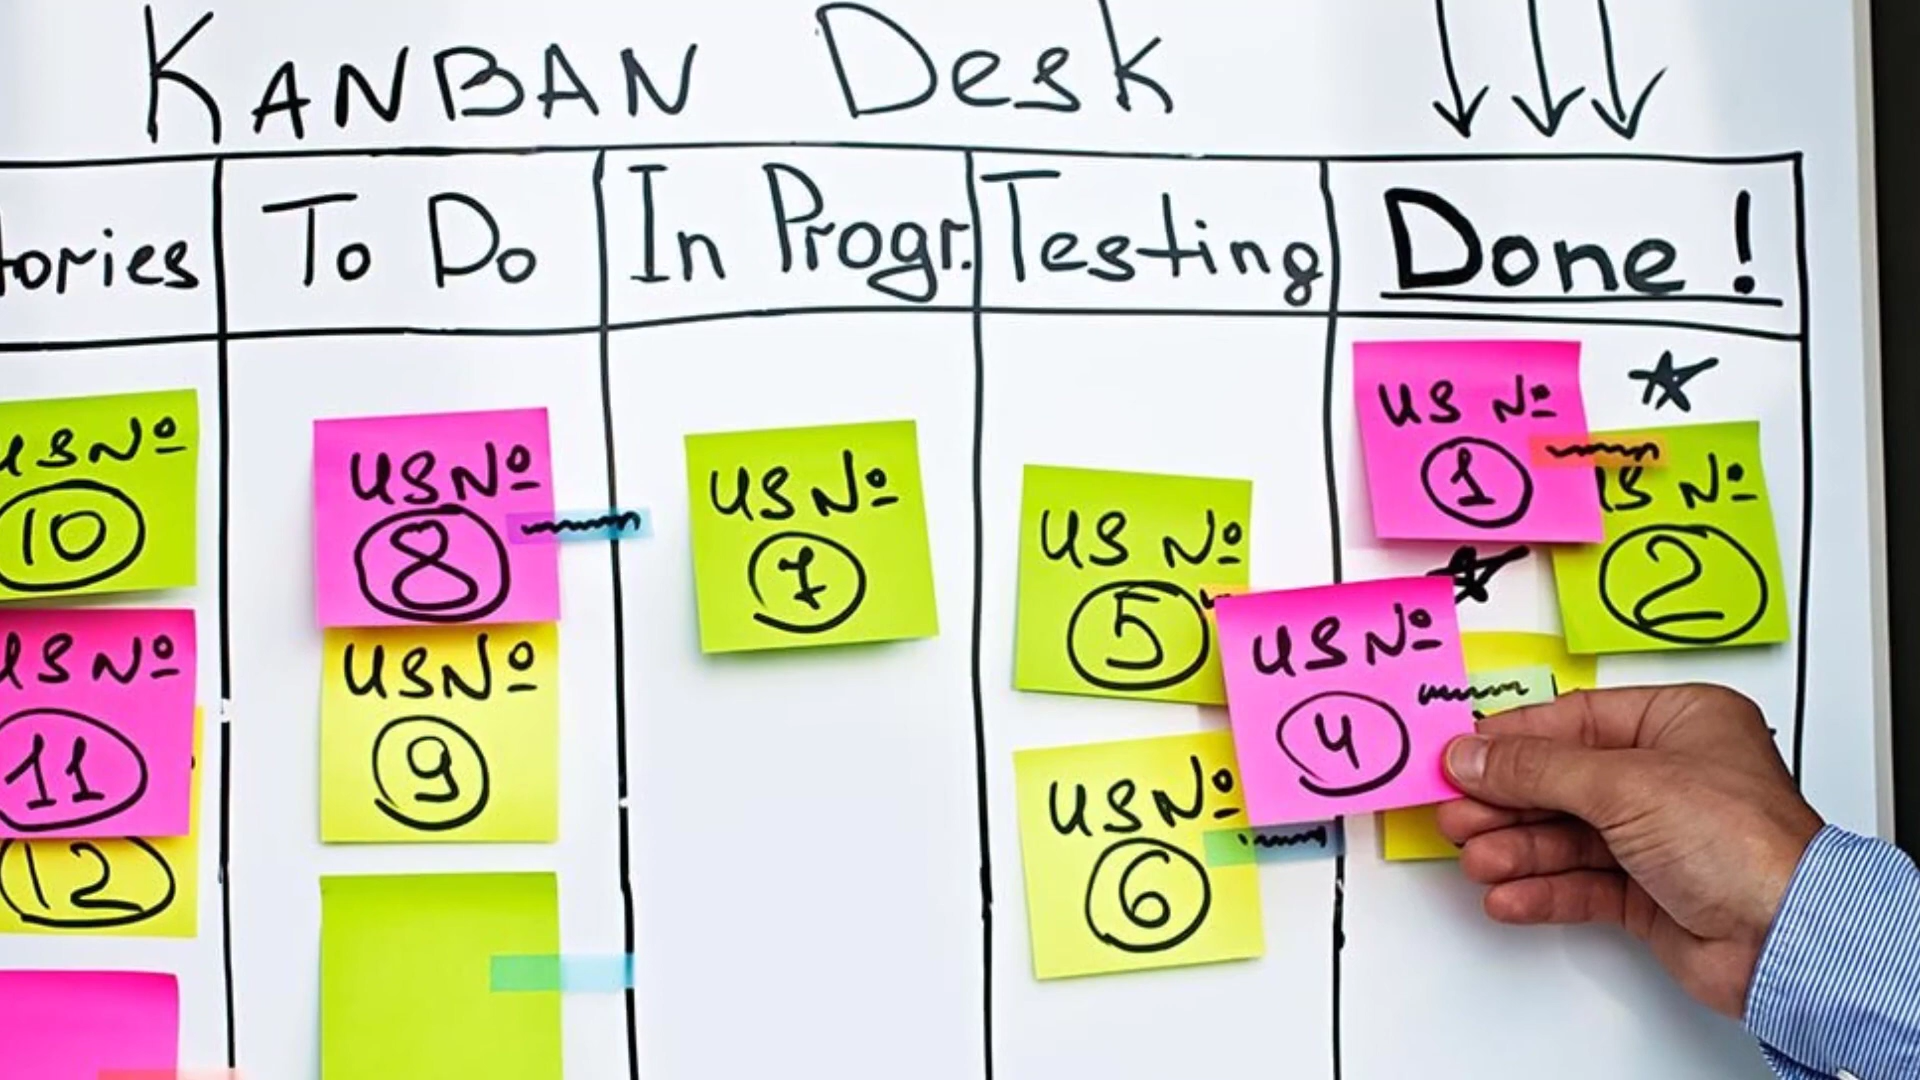 KANBAN Desk
tories
To Do
In Progr.
Testing
Done!
US Nº
10
US Nº
11
12
US Nº
8
US Nº
9
US Nº
7
US Nº
5
US Nº
6
US Nº
4
US Nº
1
US Nº
2